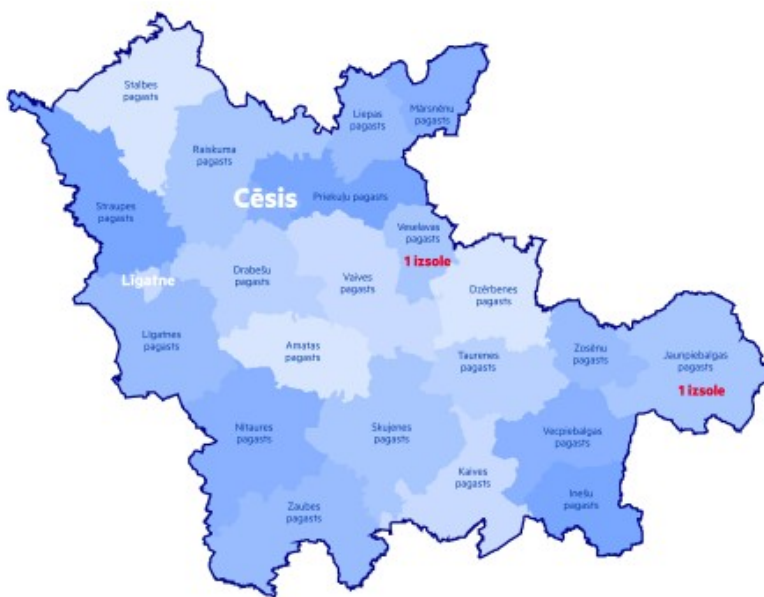 Stalbes
pagasts
Liepas
pagasts
Mārsnēnu
pagasts
Raiskuma
pagasts
Cēsis
Priekuļu pagasts
Straupes
pagasts
Veselavas
pagasts
1 izsole
Līgatne
Drabešu
pagasts
Vaives
pagasts
Dzērbenes
pagasts
Līgatnes
pagasts
Amatas
pagasts
Taurenes
pagasts
Zosēnu
pagasts
Jaunpiebalgas
pagasts
1 izsole
Nītaures
pagasts
Skujenes
pagasts
Vecpiebalgas
pagasts
Kaives
pagasts
Inešu
pagasts
Zaubes
pagasts